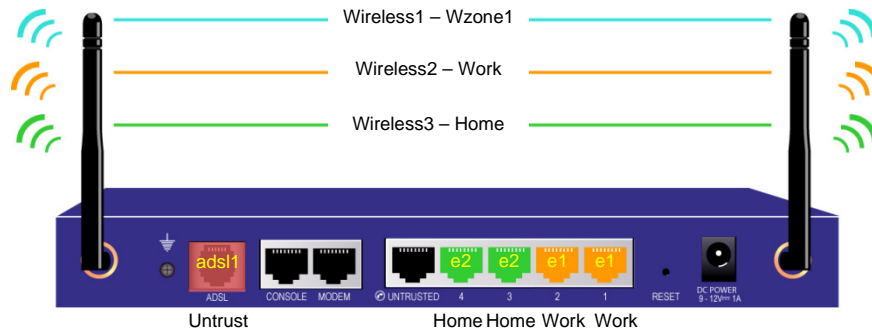 Wireless1 – Wzone1
Wireless2 – Work
Wireless3 – Home
adsl1
e2
e2
e1
e1
ADSL
CONSOLE
MODEM
UNTRUSTED
4
3
2
1
RESET
DC POWER
9 - 12V 1A
Untrust
Home Home Work Work